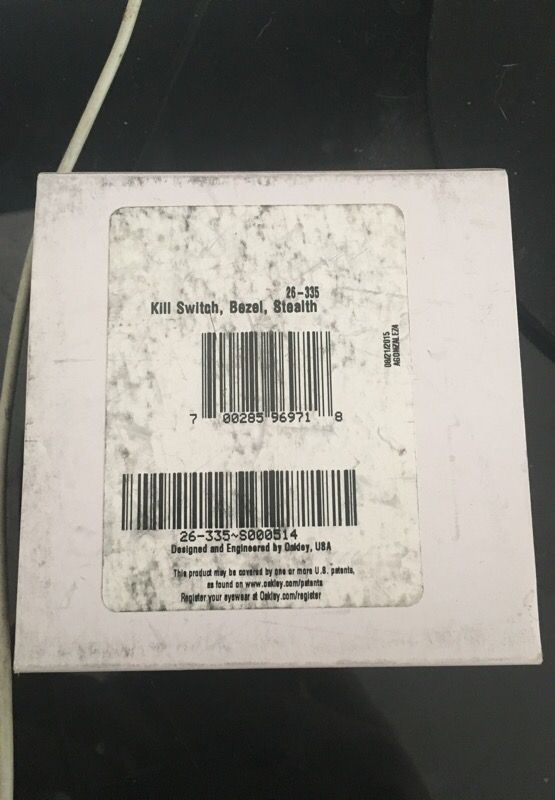 26-335
Kill Switch, Bezel, Stealth
08/21/2015
AGONZALEZ4
7 00285 96971 8
26-335~S000514
Designed and Engineered by Oakley, USA
This product may be covered by one or more U.S. patents,
as found on www.oakley.com/patents
Register your eyewear at Oakley.com/register